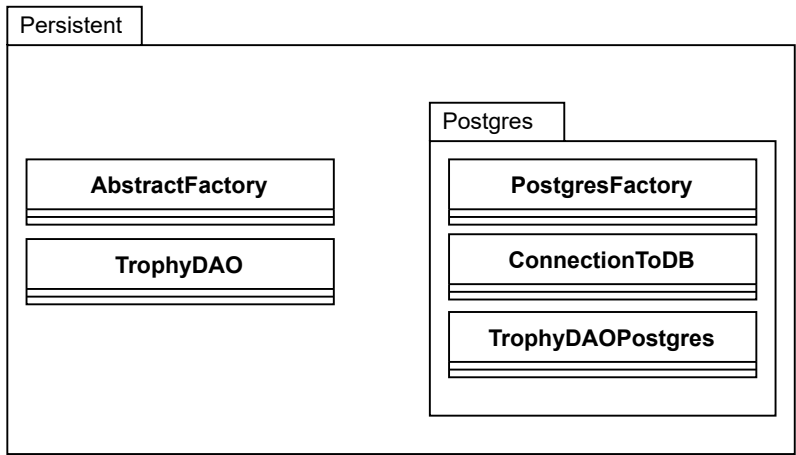 Persistent
Postgres
AbstractFactory
TrophyDAO
PostgresFactory
ConnectionToDB
TrophyDAOPostgres